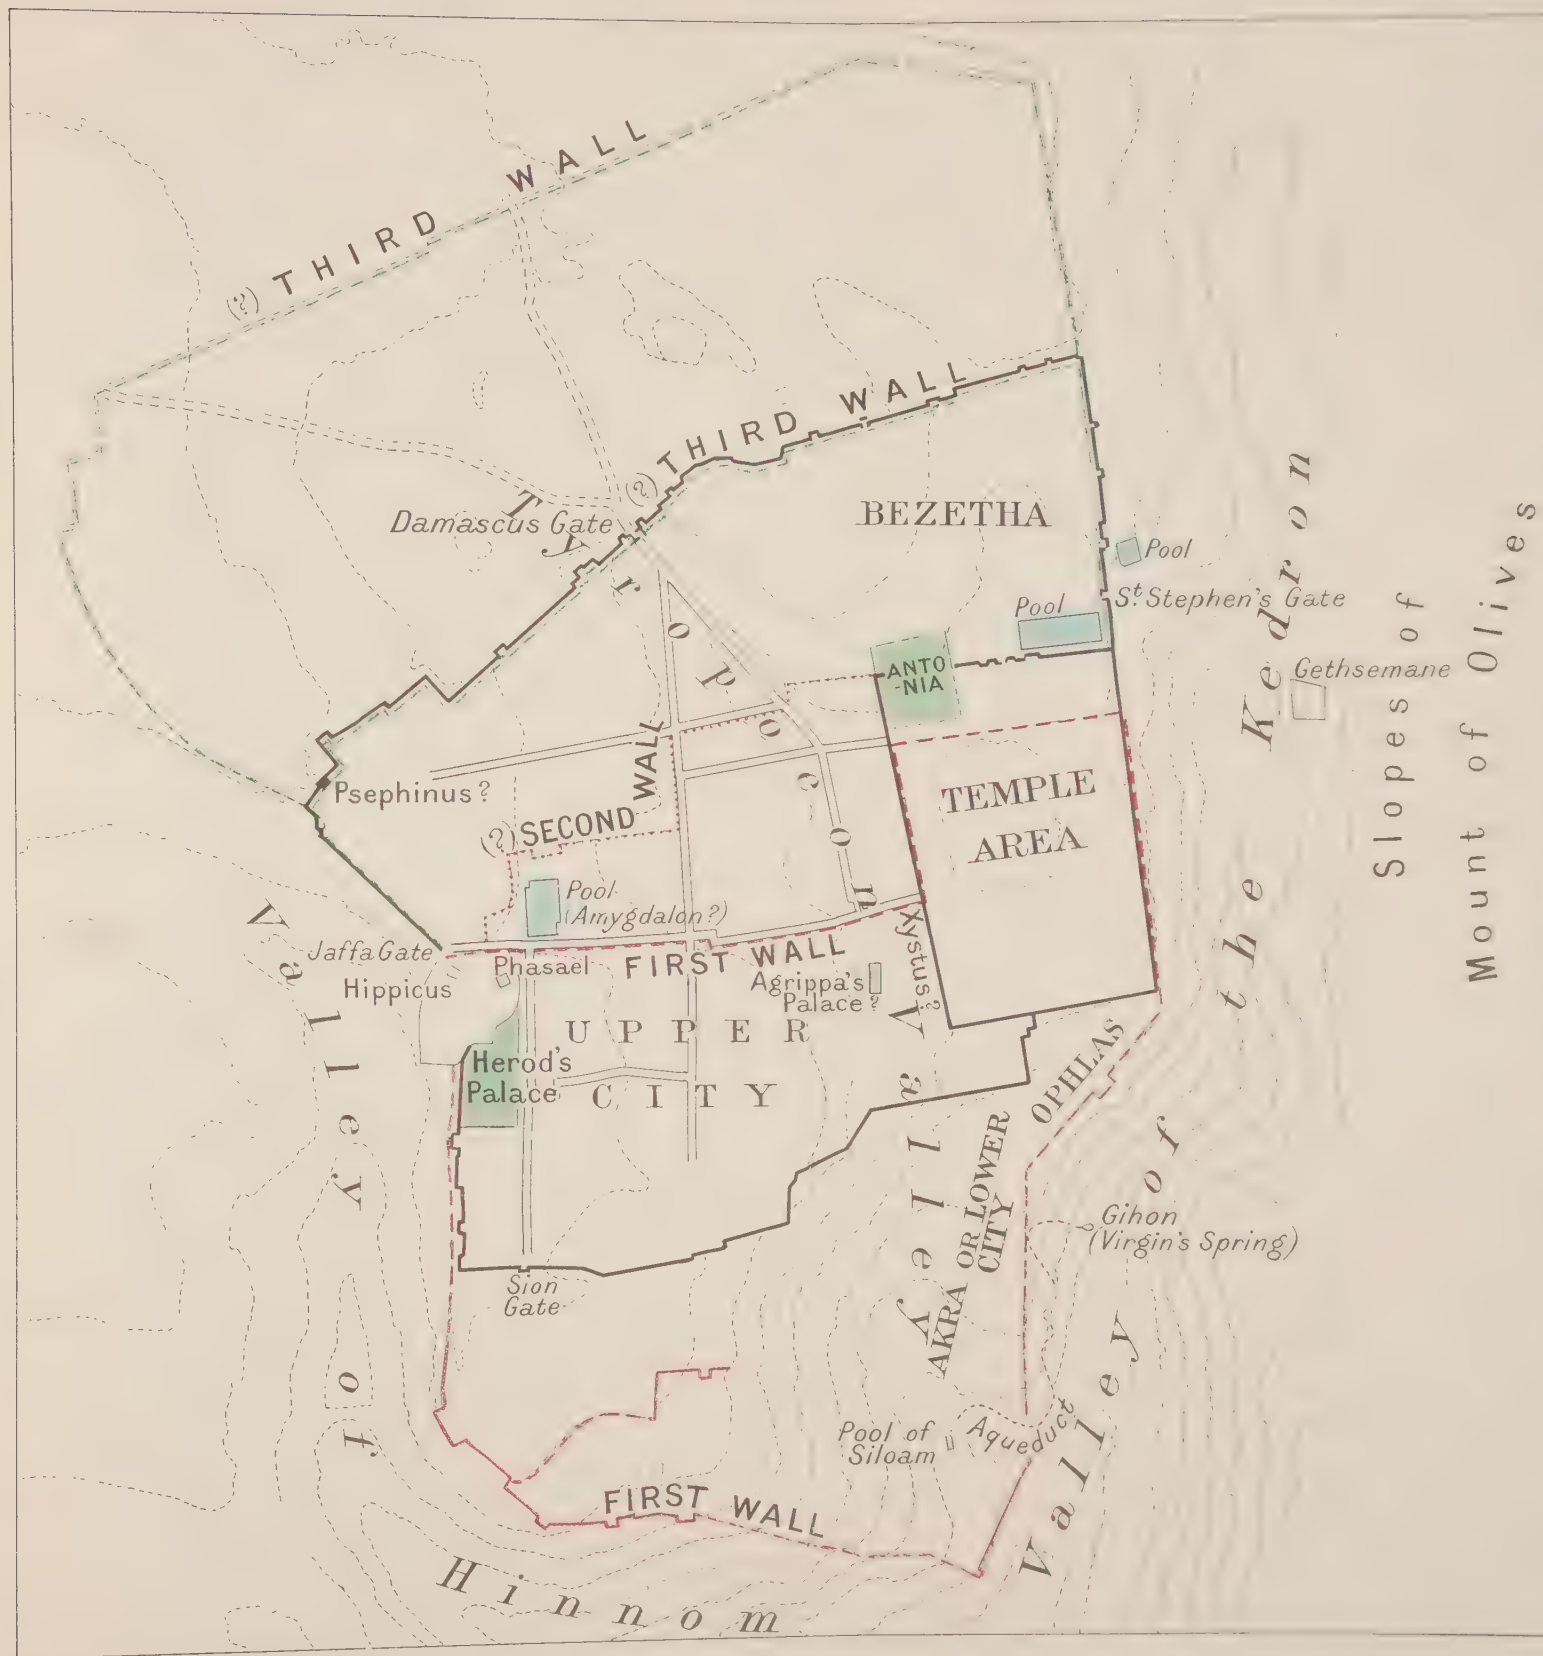 (?) THIRD WALL
(?) THIRD WALL
Damascus Gate
BEZETHA
Pool
St. Stephen's Gate
Pool
ANTO
-NIA
Gethsemane
Slopes of
Mount of Olives
Valley of the Kedron
Tyropoeon Valley
TEMPLE
AREA
Psephinus?
(?) SECOND WALL
Pool
(Amygdalon?)
Jaffa Gate
Hippicus
Phasael
FIRST WALL
Xystus?
Agrippa's
Palace?
UPPER
CITY
Herod's
Palace
OPHLAS
AKRA OR LOWER
CITY
Gihon
(Virgin's Spring)
Sion
Gate
Pool of
Siloam
Aqueduct
FIRST WALL
Valley of Hinnom